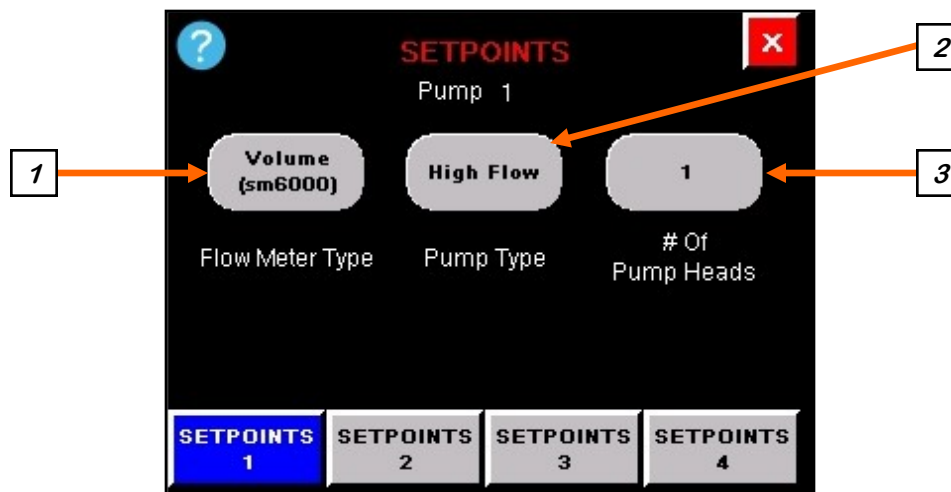 ?
SETPOINTS
X
2
Pump 1
1
Volume
(sm6000)
High Flow
1
3
Flow Meter Type
Pump Type
# Of
Pump Heads
SETPOINTS
1
SETPOINTS
2
SETPOINTS
3
SETPOINTS
4